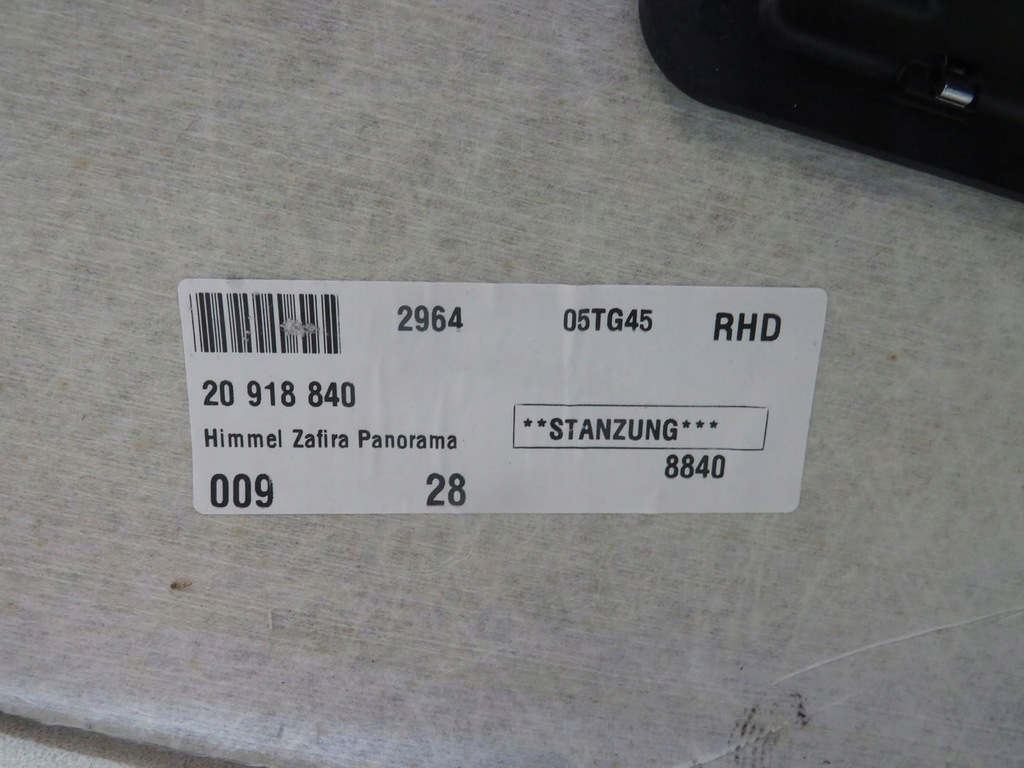 2964 05TG45 RHD
20 918 840
Himmel Zafira Panorama **STANZUNG***
8840
009 28